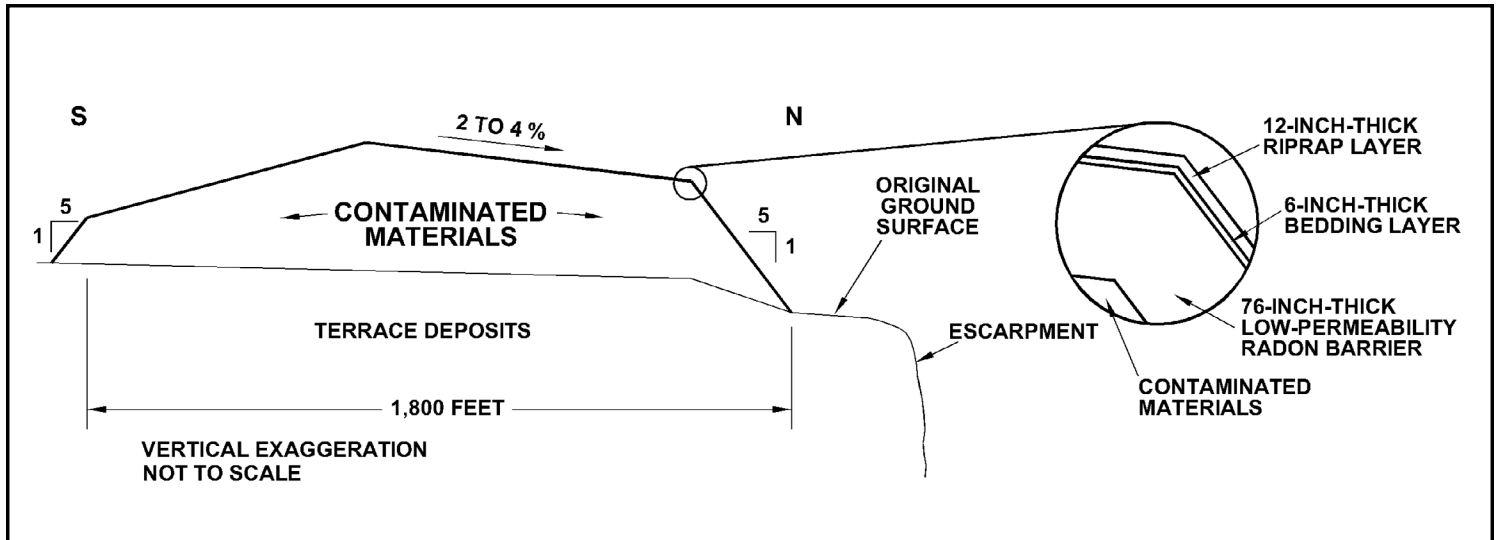 S
N
2 TO 4 %
12-INCH-THICK
RIPRAP LAYER
ORIGINAL
GROUND
SURFACE
5
1
CONTAMINATED
MATERIALS
5
1
6-INCH-THICK
BEDDING LAYER
TERRACE DEPOSITS
ESCARPMENT
76-INCH-THICK
LOW-PERMEABILITY
RADON BARRIER
CONTAMINATED
MATERIALS
1,800 FEET
VERTICAL EXAGGERATION
NOT TO SCALE